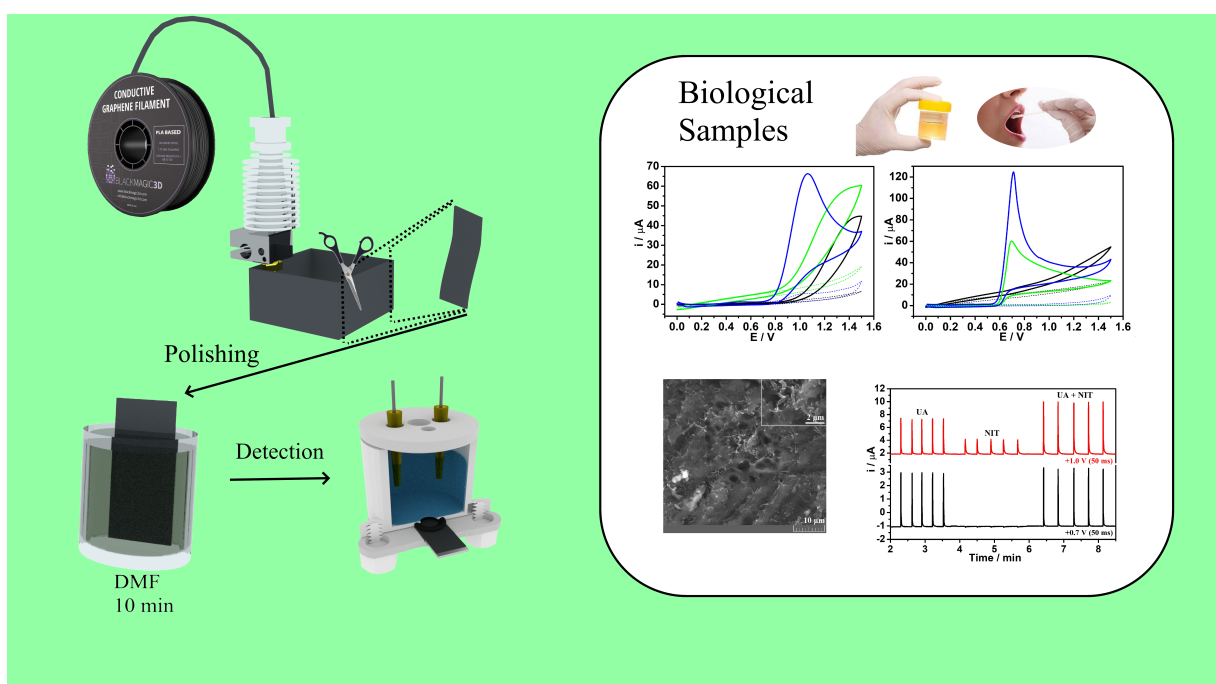 CONDUCTIVE
GRAPHENE FILAMENT
PLA BASED
BLACKMAGIC3D
Polishing
DMF
10 min
Detection
Biological
Samples
70
60
50
40
30
20
10
0
i / µA
0.0 0.2 0.4 0.6 0.8 1.0 1.2 1.4 1.6
E / V
120
100
80
60
40
20
0
i / µA
0.0 0.2 0.4 0.6 0.8 1.0 1.2 1.4 1.6
E / V
2 µm
10 µm
12
10
8
6
4
2
UA
NIT
UA + NIT
+1.0 V (50 ms)
i / µA
3
2
1
0
-1
-2
+0.7 V (50 ms)
2 3 4 5 6 7 8
Time / min